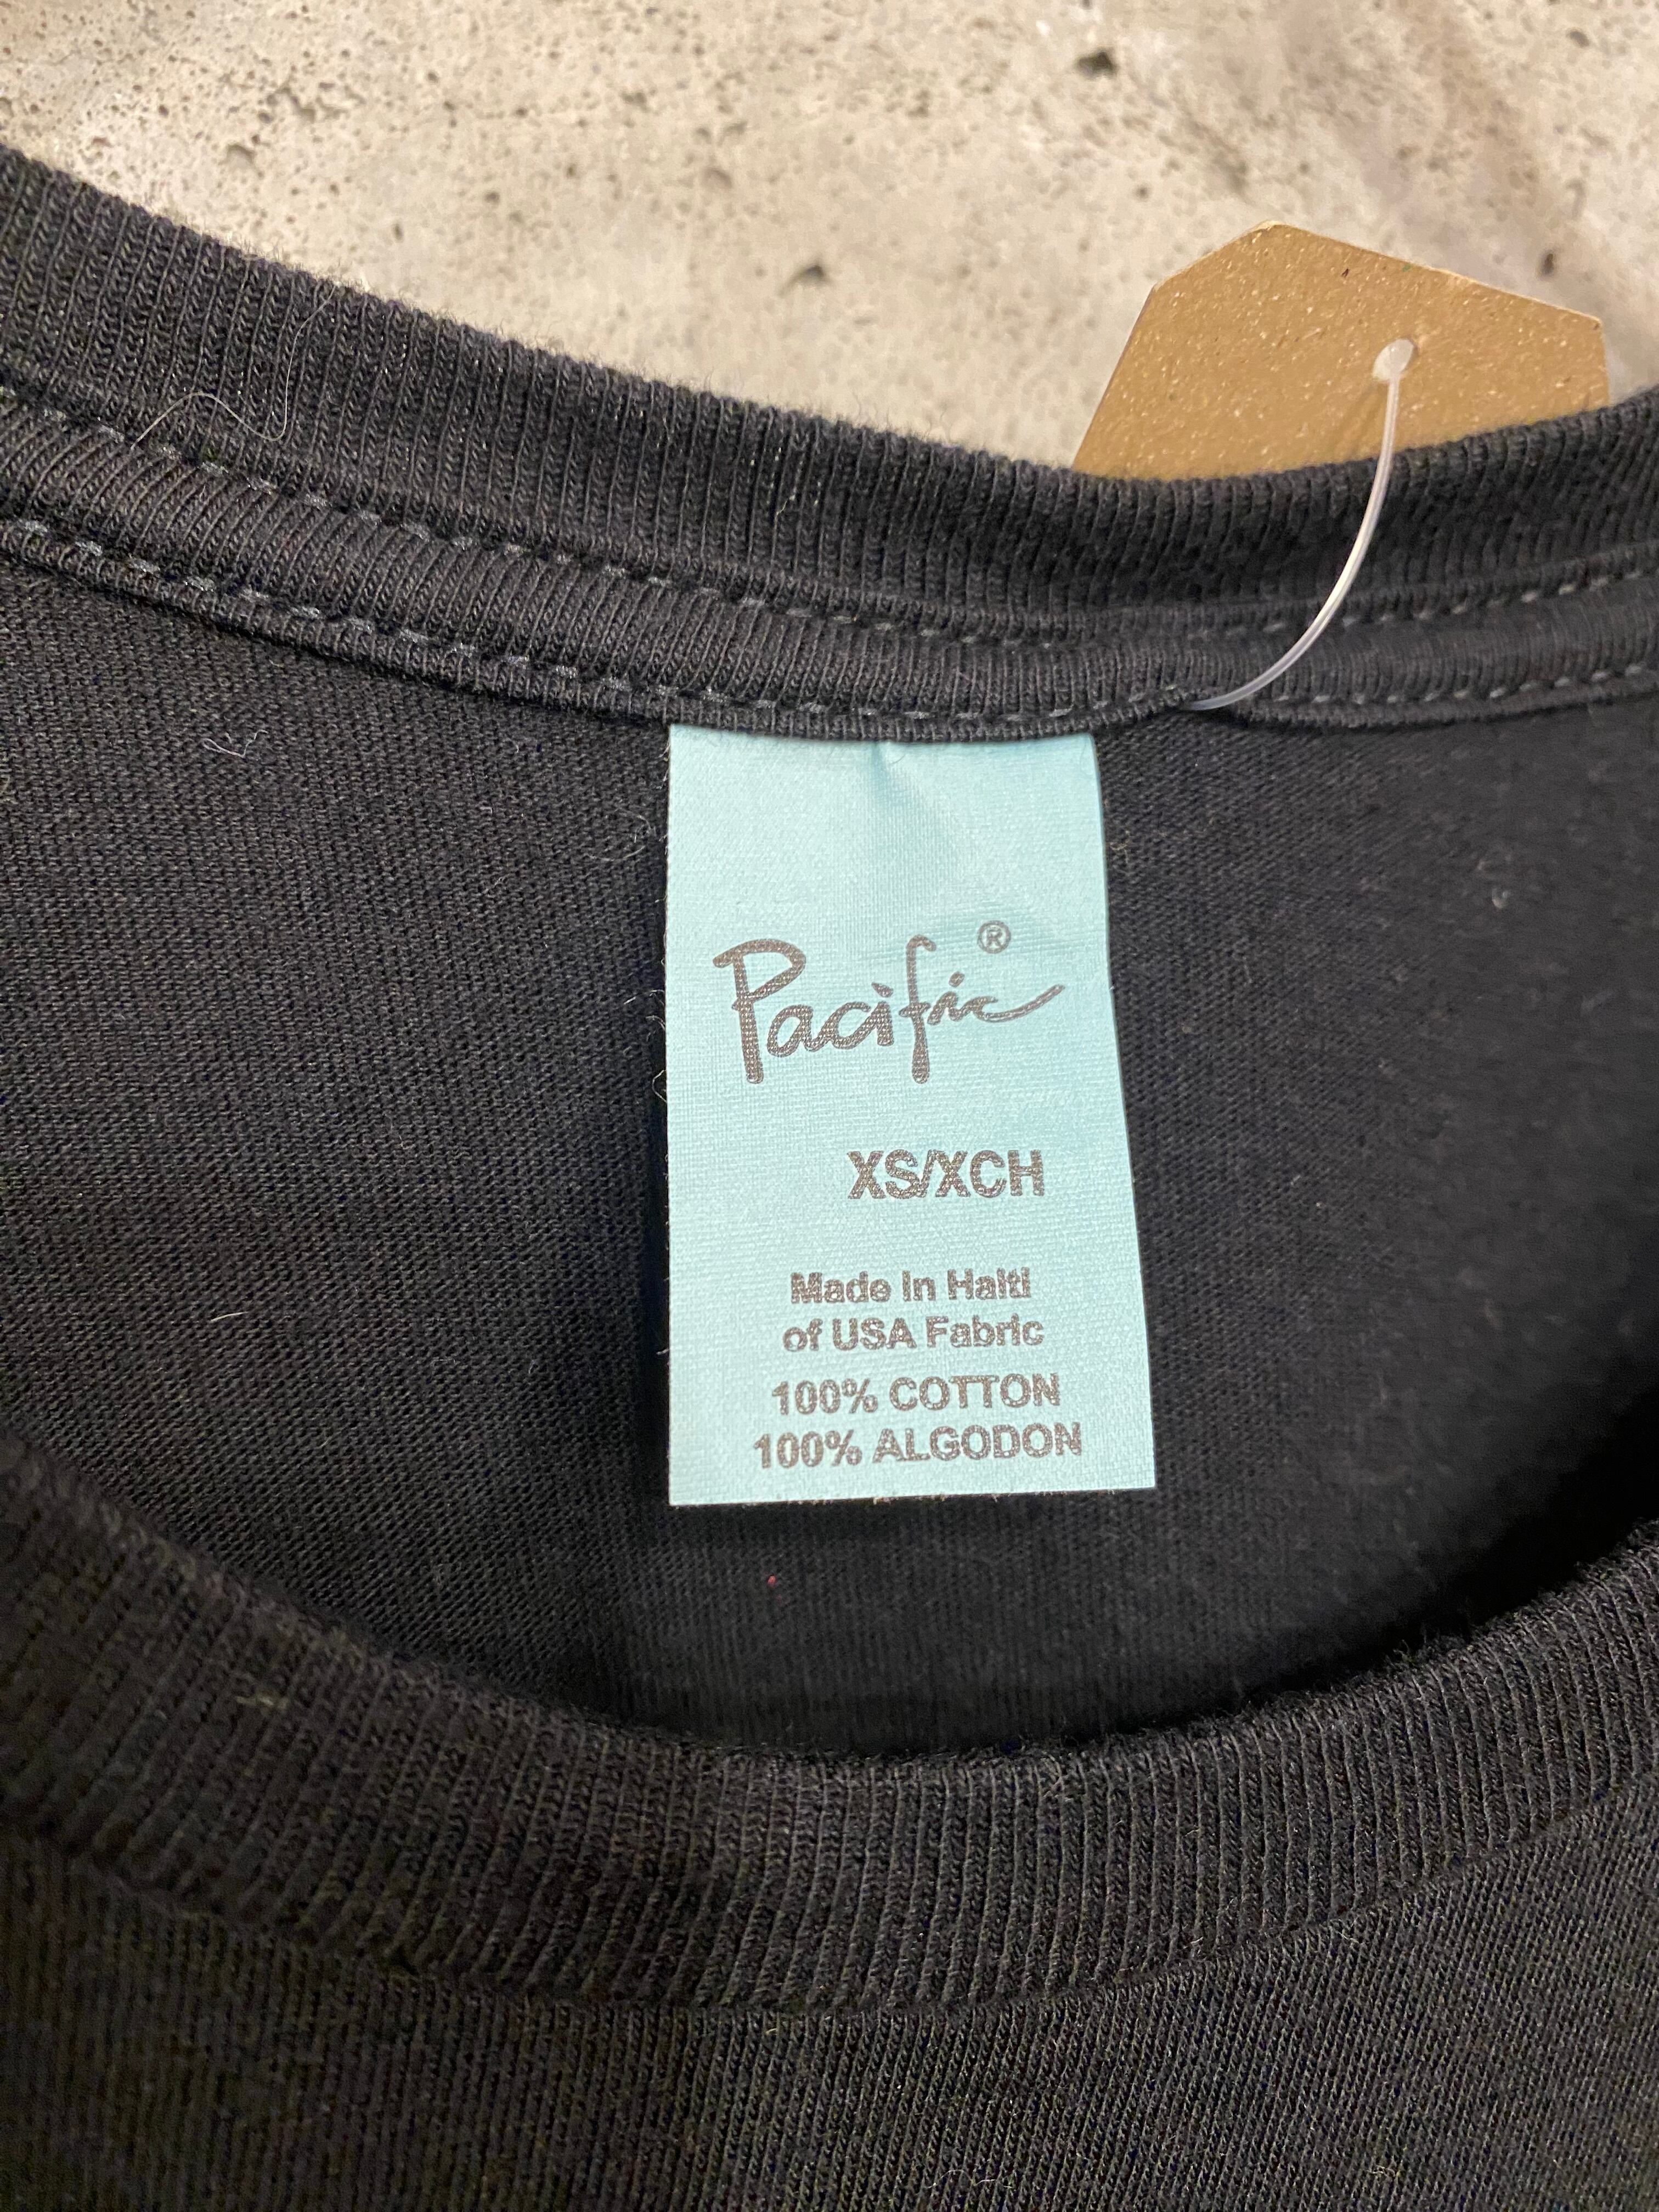 Pacific®
XS/XCH
Made in Haiti
of USA Fabric
100% COTTON
100% ALGODON